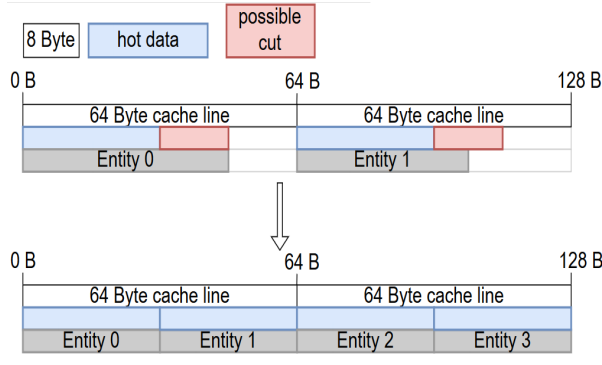 8 Byte
hot data
possible
cut
0 B
64 B
128 B
64 Byte cache line
64 Byte cache line
Entity 0
Entity 1
0 B
64 B
128 B
64 Byte cache line
64 Byte cache line
Entity 0
Entity 1
Entity 2
Entity 3